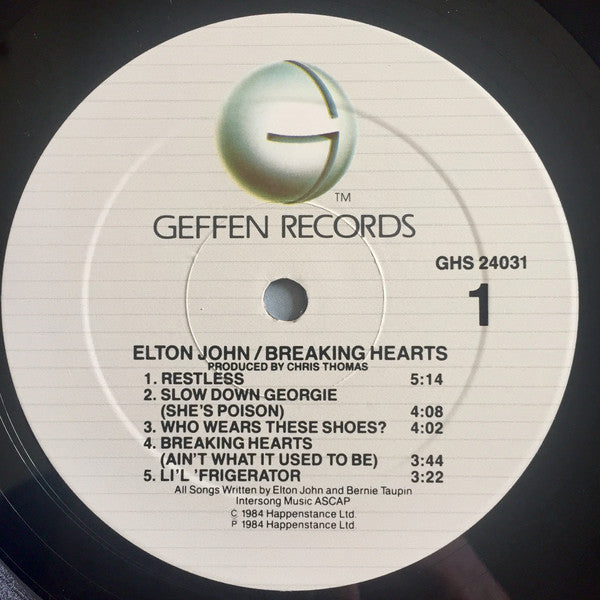 G
TM
GEFFEN RECORDS
GHS 24031
1
ELTON JOHN/BREAKING HEARTS
PRODUCED BY CHRIS THOMAS
1. RESTLESS 5:14
2. SLOW DOWN GEORGIE
(SHE'S POISON) 4:08
3. WHO WEARS THESE SHOES? 4:02
4. BREAKING HEARTS
(AIN'T WHAT IT USED TO BE) 3:44
5. LI'L 'FRIGERATOR 3:22
All Songs Written by Elton John and Bernie Taupin
Intersong Music ASCAP
© 1984 Happenstance Ltd.
℗ 1984 Happenstance Ltd.